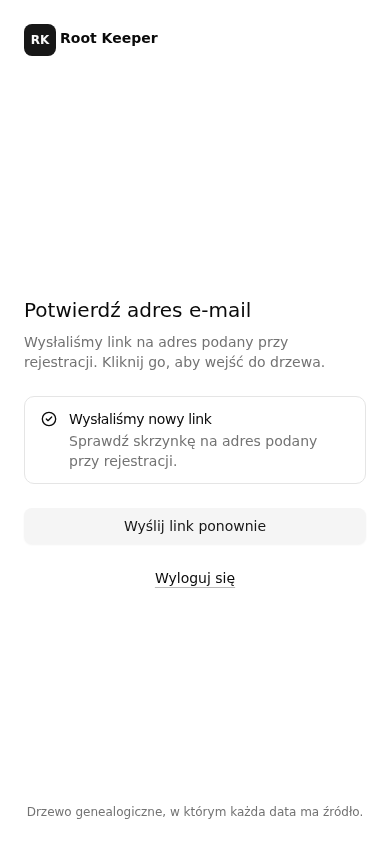 RK Root Keeper
Potwierdź adres e-mail
Wysłaliśmy link na adres podany przy
rejestracji. Kliknij go, aby wejść do drzewa.
Wysłaliśmy nowy link
Sprawdź skrzynkę na adres podany
przy rejestracji.
Wyślij link ponownie
Wyloguj się
Drzewo genealogiczne, w którym każda data ma źródło.